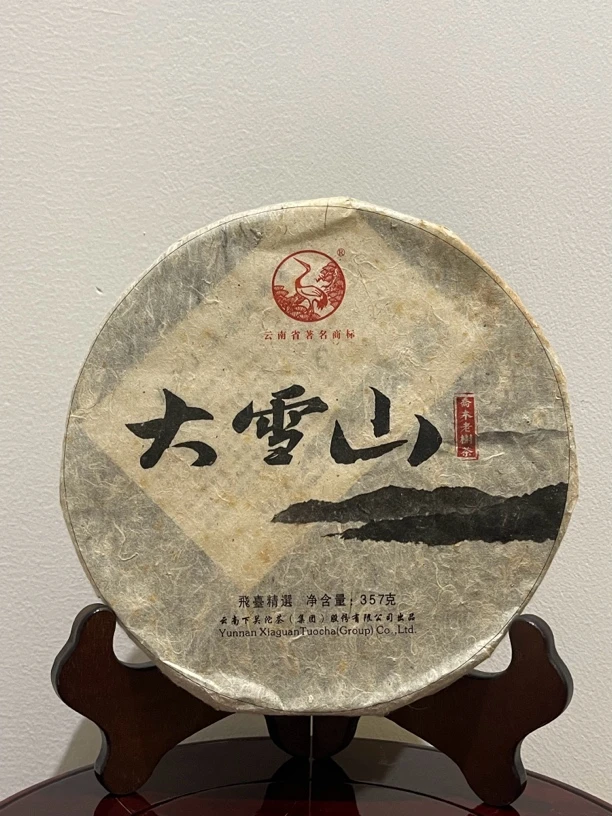 ®
云南省著名商标
大雪山
喬木老樹茶
飛臺精選 净含量：357克
云南下关沱茶（集团）股份有限公司出品
Yunnan XiaguanTuocha(Group) Co.,Ltd.